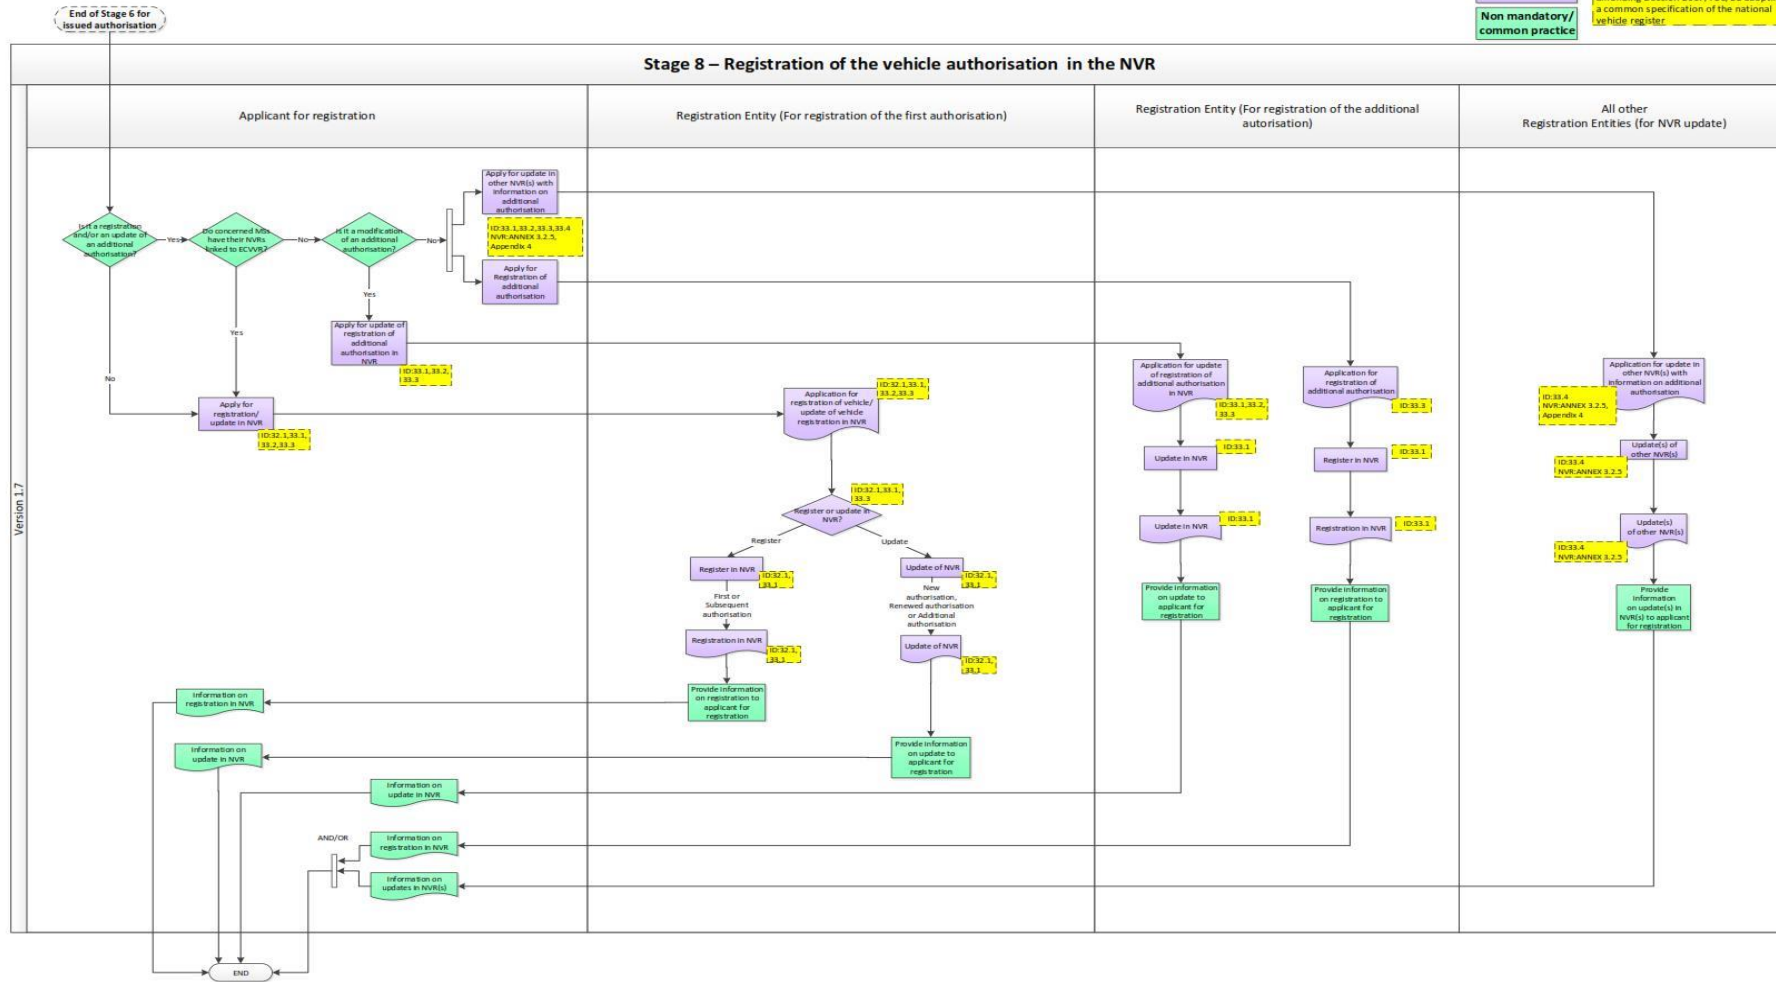 End of Stage 6 for
issued authorisation
a common specification of the national
vehicle register
Non mandatory/
common practice
Stage 8 – Registration of the vehicle authorisation in the NVR
Version 1.7
Applicant for registration
Registration Entity (For registration of the first authorisation)
Registration Entity (For registration of the additional
autorisation)
All other
Registration Entities (for NVR update)
Is it a registration
and/or an update of
an additional
authorisation?
Yes
Do concerned MSs
have their NVRs
linked to ECVVR?
No
Is it a modification
of an additional
authorisation?
No
Apply for update in
other NVR(s) with
information on
additional
authorisation
ID:33.1,33.2,33.3,33.4
NVR:ANNEX 3.2.5,
Appendix 4
Apply for
Registration of
additional
authorisation
Yes
Apply for update of
registration of
additional
authorisation in
NVR
ID:33.1,33.2,
33.3
Yes
No
Apply for
registration/
update in NVR
ID:32.1,33.1,
33.2,33.3
Application for
registration of vehicle/
update of vehicle
registration in NVR
ID:32.1,33.1,
33.2,33.3
Register or update in
NVR?
ID:32.1,33.1,
33.3
Register
Update
Register in NVR
ID:32.1,
33.1
First or
Subsequent
authorisation
Registration in NVR
ID:32.1,
33.1
Provide information
on registration to
applicant for
registration
Update of NVR
ID:32.1,
33.1
New
authorisation,
Renewed authorisation
or Additional
authorisation
Update of NVR
ID:32.1,
33.1
Provide information
on update to
applicant for
registration
Application for update
of registration of
additional authorisation
in NVR
ID:33.1,33.2,
33.3
Update in NVR
ID:33.1
Update in NVR
ID:33.1
Provide information
on update to
applicant for
registration
Application for
registration of
additional authorisation
ID:33.3
Register in NVR
ID:33.1
Registration in NVR
ID:33.1
Provide information
on registration to
applicant for
registration
Application for update in
other NVR(s) with
information on additional
authorisation
ID:33.4
NVR:ANNEX 3.2.5,
Appendix 4
Update(s) of
other NVR(s)
ID:33.4
NVR:ANNEX 3.2.5
Update(s)
of other NVR(s)
ID:33.4
NVR:ANNEX 3.2.5
Provide
information
on update(s) in
NVR(s) to applicant
for registration
Information on
registration in NVR
Information on
update in NVR
Information on
update in NVR
AND/OR
Information on
registration in NVR
Information on
updates in NVR(s)
END